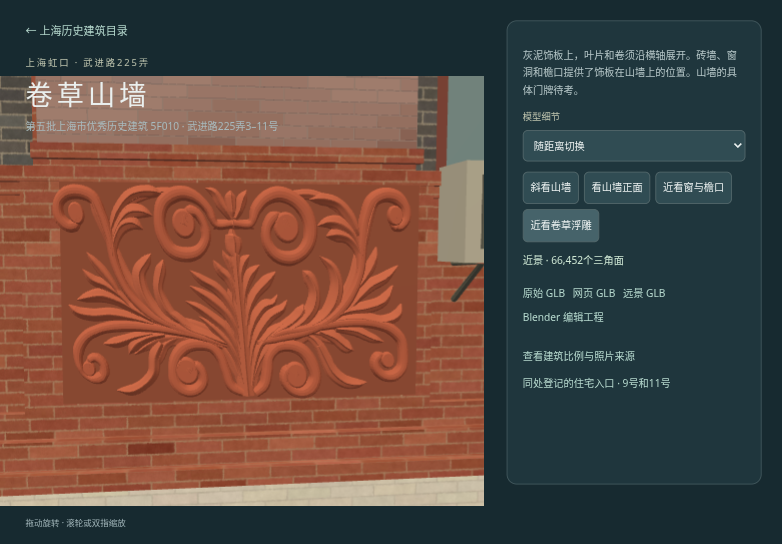 ← 上海历史建筑目录
上海虹口 · 武进路225弄
卷草山墙
第五批上海市优秀历史建筑 5F010 · 武进路225弄3–11号
拖动旋转 · 滚轮或双指缩放
灰泥饰板上，叶片和卷须沿横轴展开。砖墙、窗
洞和檐口提供了饰板在山墙上的位置。山墙的具
体门牌待考。
模型细节
随距离切换
斜看山墙 看山墙正面 近看窗与檐口
近看卷草浮雕
近景 · 66,452个三角面
原始 GLB 网页 GLB 远景 GLB
Blender 编辑工程
查看建筑比例与照片来源
同处登记的住宅入口 · 9号和11号